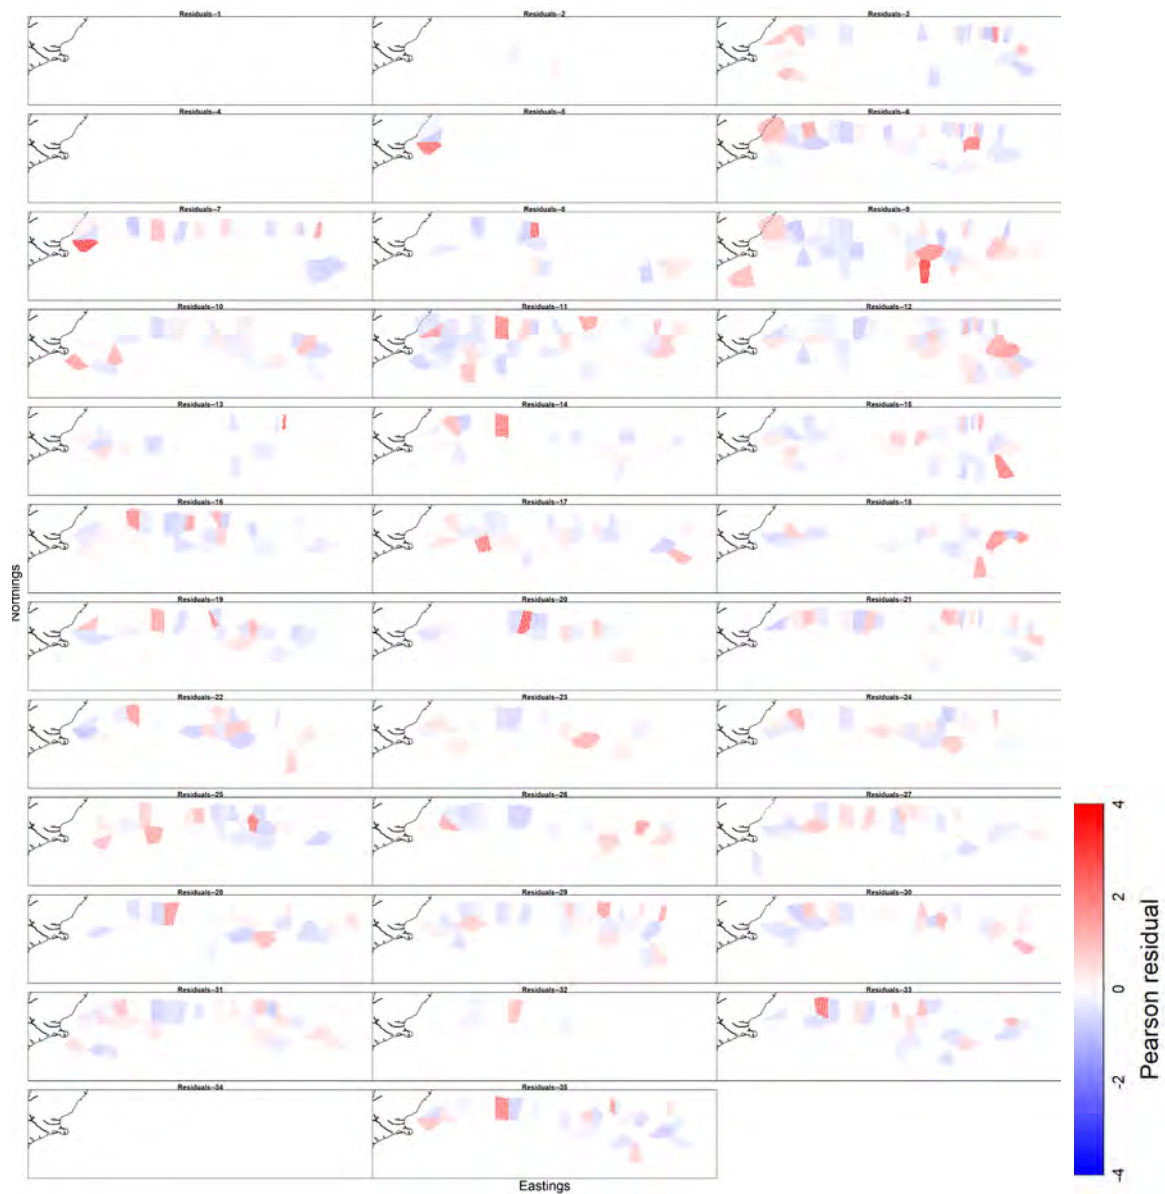 Residuals--1
Residuals--2
Residuals--3
Residuals--4
Residuals--5
Residuals--6
Residuals--7
Residuals--8
Residuals--9
Residuals--10
Residuals--11
Residuals--12
Residuals--13
Residuals--14
Residuals--15
Residuals--16
Residuals--17
Residuals--18
Residuals--19
Residuals--20
Residuals--21
Residuals--22
Residuals--23
Residuals--24
Residuals--25
Residuals--26
Residuals--27
Residuals--28
Residuals--29
Residuals--30
Residuals--31
Residuals--32
Residuals--33
Residuals--34
Residuals--35
Northings
Eastings
4
2
0
-2
-4
Pearson residual